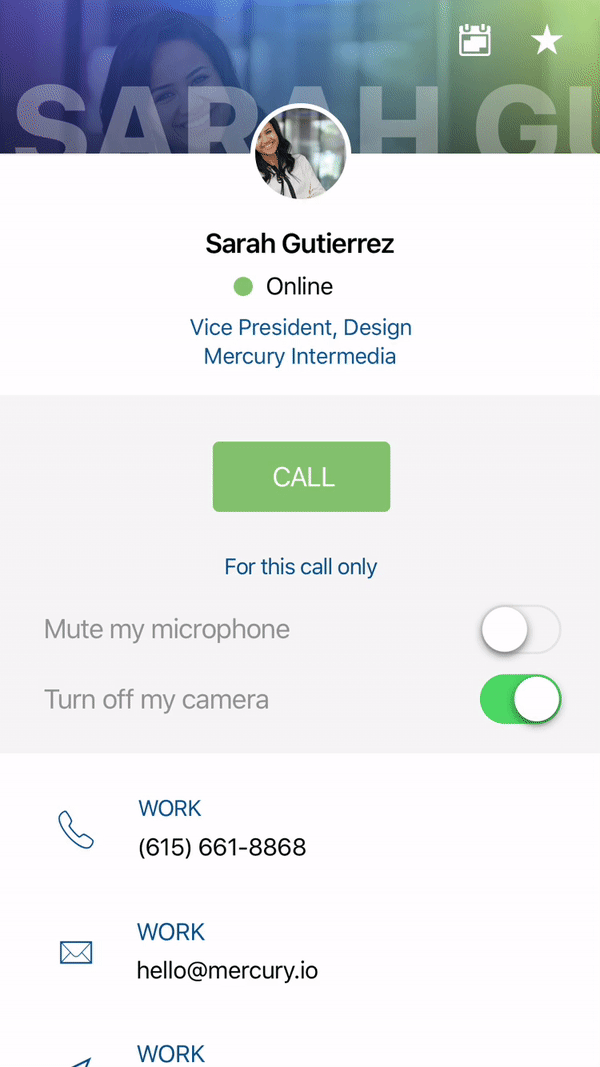 SARAH GU
Sarah Gutierrez
Online
Vice President, Design
Mercury Intermedia
CALL
For this call only
Mute my microphone
Turn off my camera
WORK
(615) 661-8868
WORK
hello@mercury.io
WORK